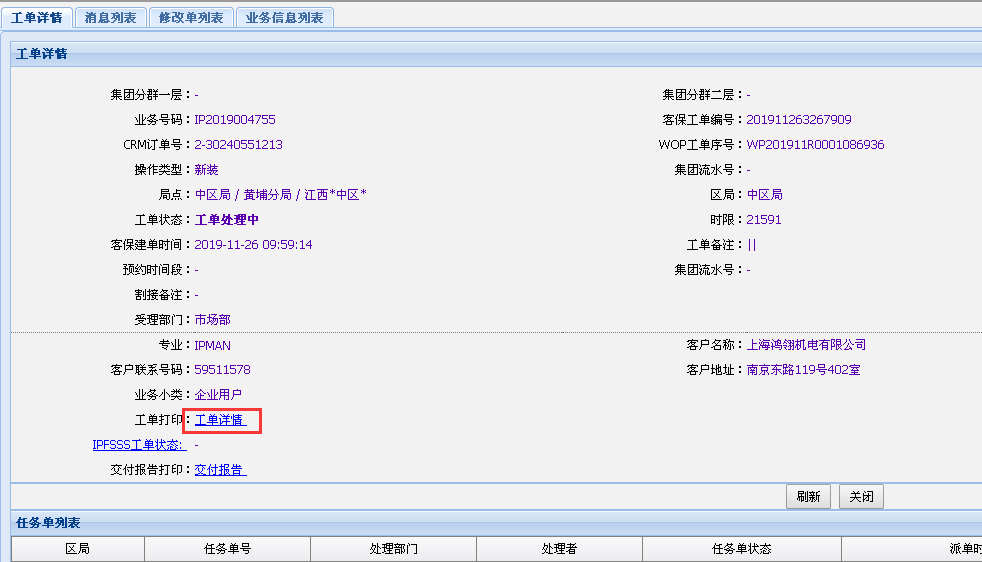 工单详情 消息列表 修改单列表 业务信息列表
工单详情
集团分群一层：- 集团分群二层：-
业务号码：IP2019004755 客保工单编号：201911263267909
CRM订单号：2-30240551213 WOP工单序号：WP201911R0001086936
操作类型：新装 集团流水号：-
局点：中区局 / 黄埔分局 / 江西*中区* 区局：中区局
工单状态：工单处理中 时限：21591
客保建单时间：2019-11-26 09:59:14 工单备注：||
预约时间段：- 集团流水号：-
割接备注：-
受理部门：市场部
专业：IPMAN 客户名称：上海鸿翎机电有限公司
客户联系号码：59511578 客户地址：南京东路119号402室
业务小类：企业用户
工单打印：工单详情
IPFSSS工单状态: -
交付报告打印：交付报告
刷新 关闭
任务单列表
区局 任务单号 处理部门 处理者 任务单状态 派单时